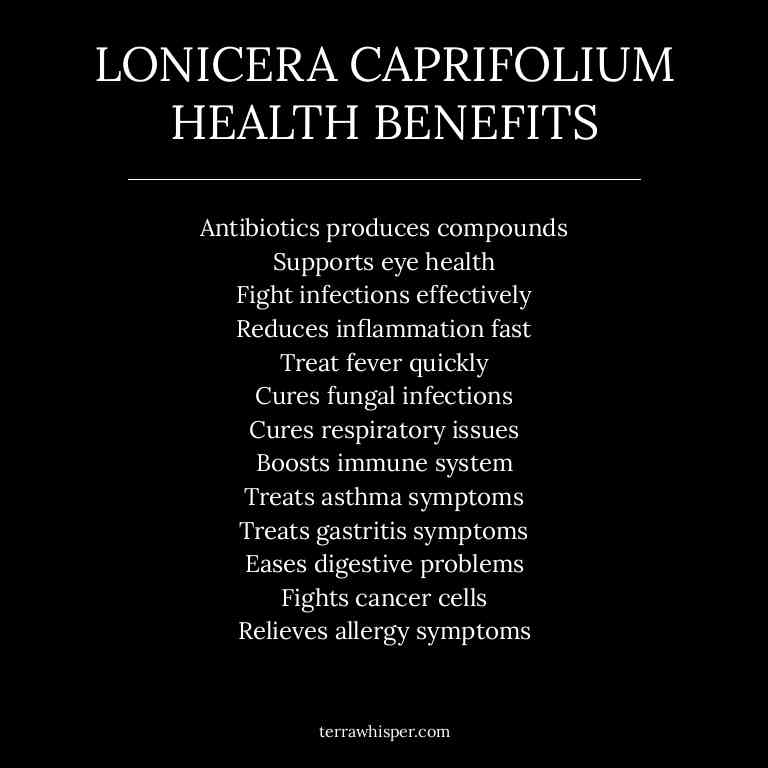 LONICERA CAPRIFOLIUM
HEALTH BENEFITS
Antibiotics produces compounds
Supports eye health
Fight infections effectively
Reduces inflammation fast
Treat fever quickly
Cures fungal infections
Cures respiratory issues
Boosts immune system
Treats asthma symptoms
Treats gastritis symptoms
Eases digestive problems
Fights cancer cells
Relieves allergy symptoms
terrawhisper.com